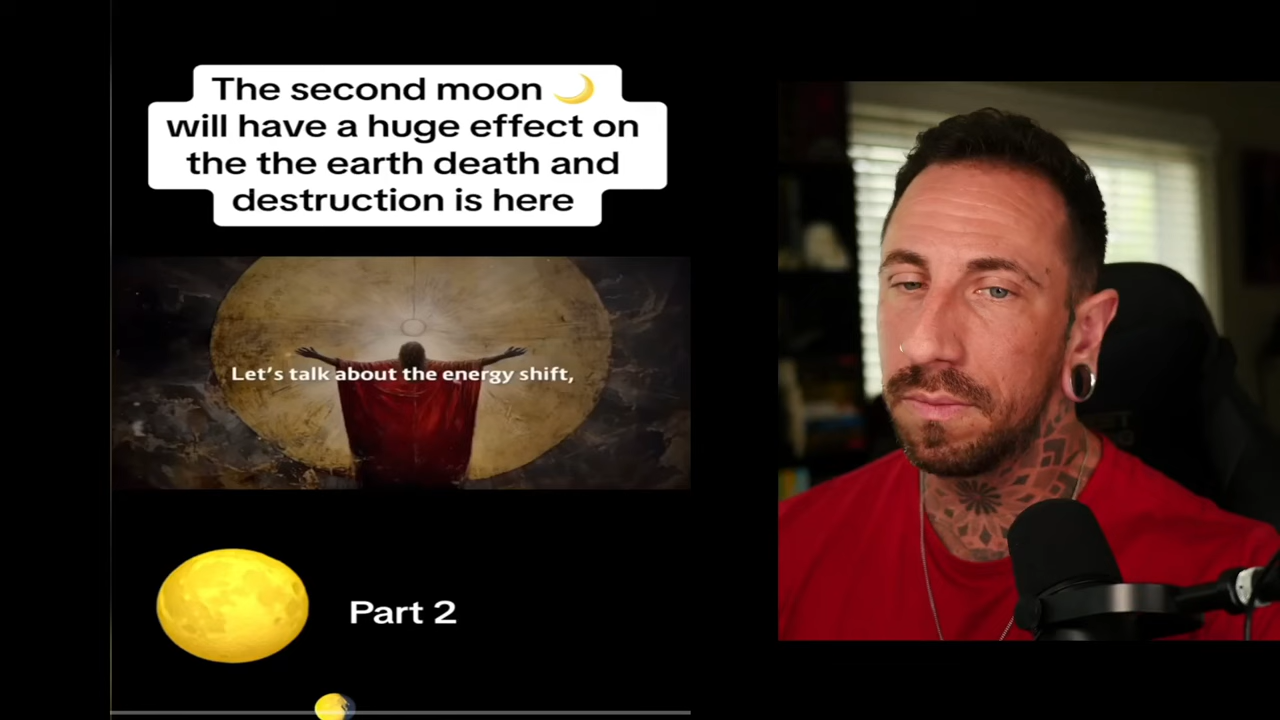 The second moon 🌙
will have a huge effect on
the the earth death and
destruction is here
Let's talk about the energy shift,
Part 2